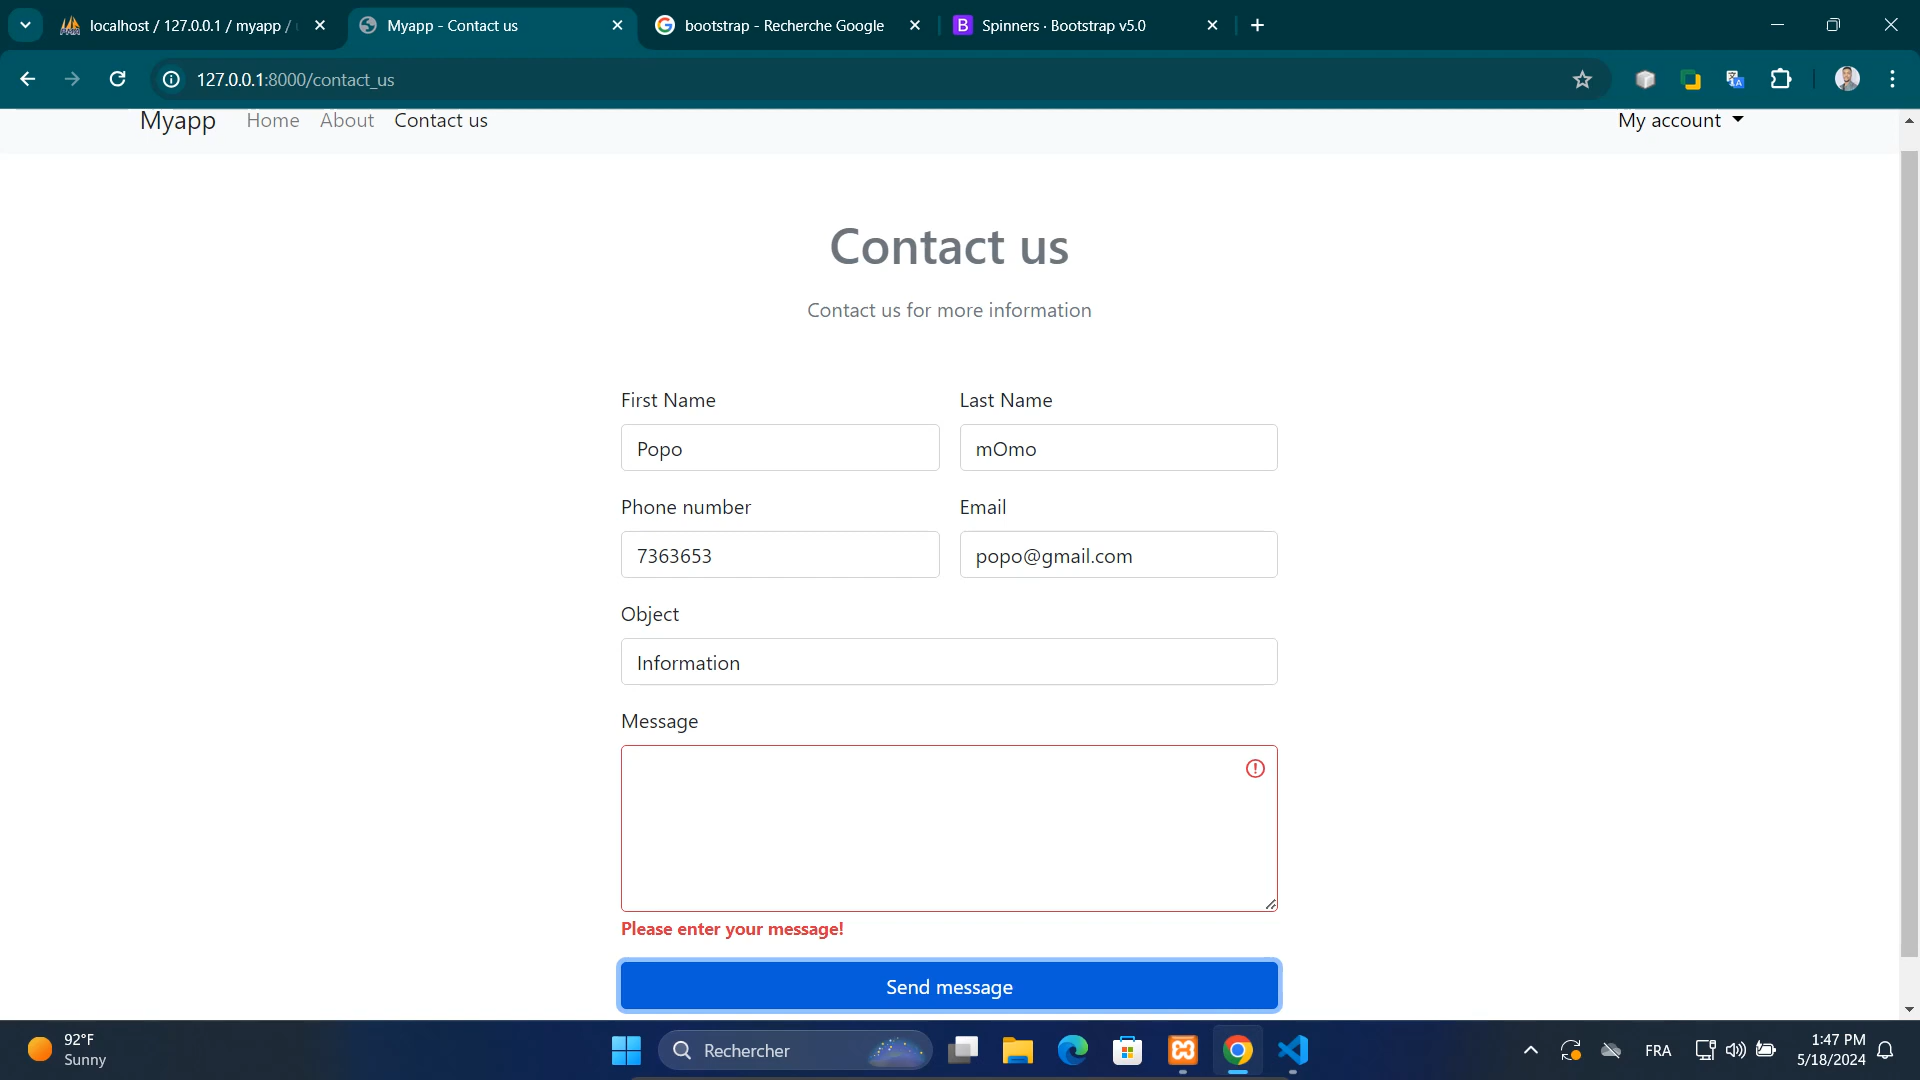 localhost / 127.0.0.1 / myapp /
Myapp - Contact us
bootstrap - Recherche Google
B
Spinners · Bootstrap v5.0
127.0.0.1:8000/contact_us
Myapp
Home
About
Contact us
My account
Contact us
Contact us for more information
First Name
Last Name
Popo
mOmo
Phone number
Email
7363653
popo@gmail.com
Object
Information
Message
Please enter your message!
Send message
92°F
Sunny
Rechercher
FRA
1:47 PM
5/18/2024